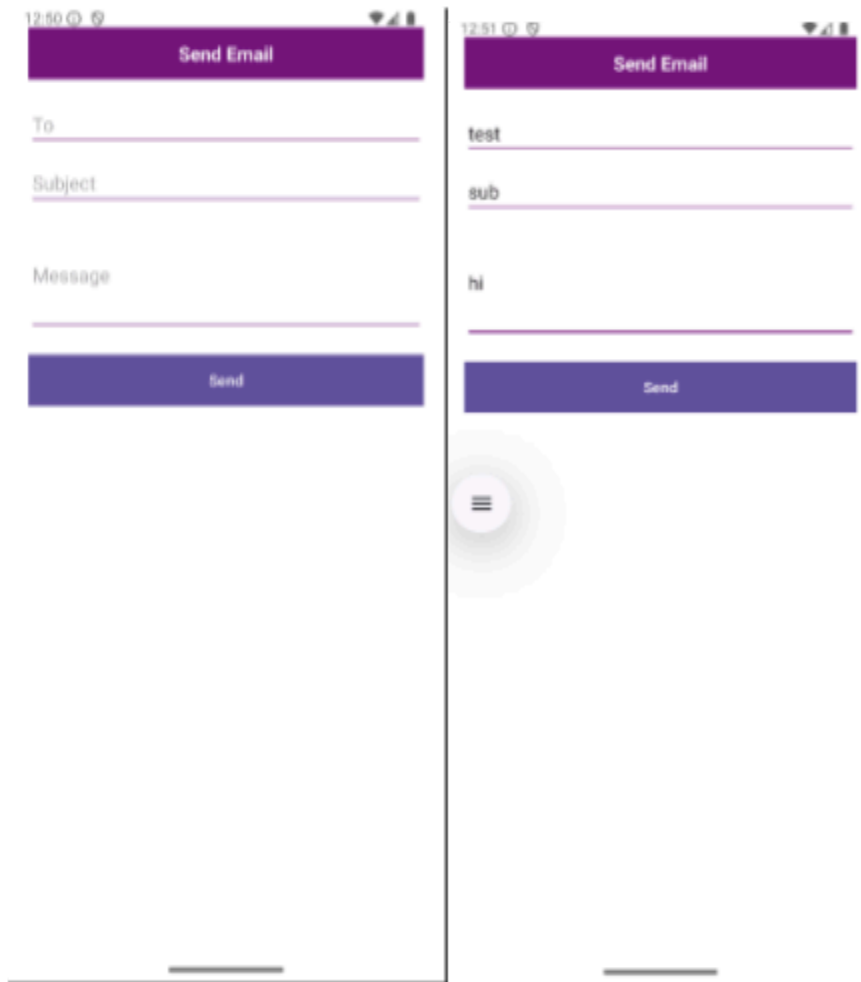 12:50
Send Email
To
Subject
Message
Send
12:51
Send Email
test
sub
hi
Send